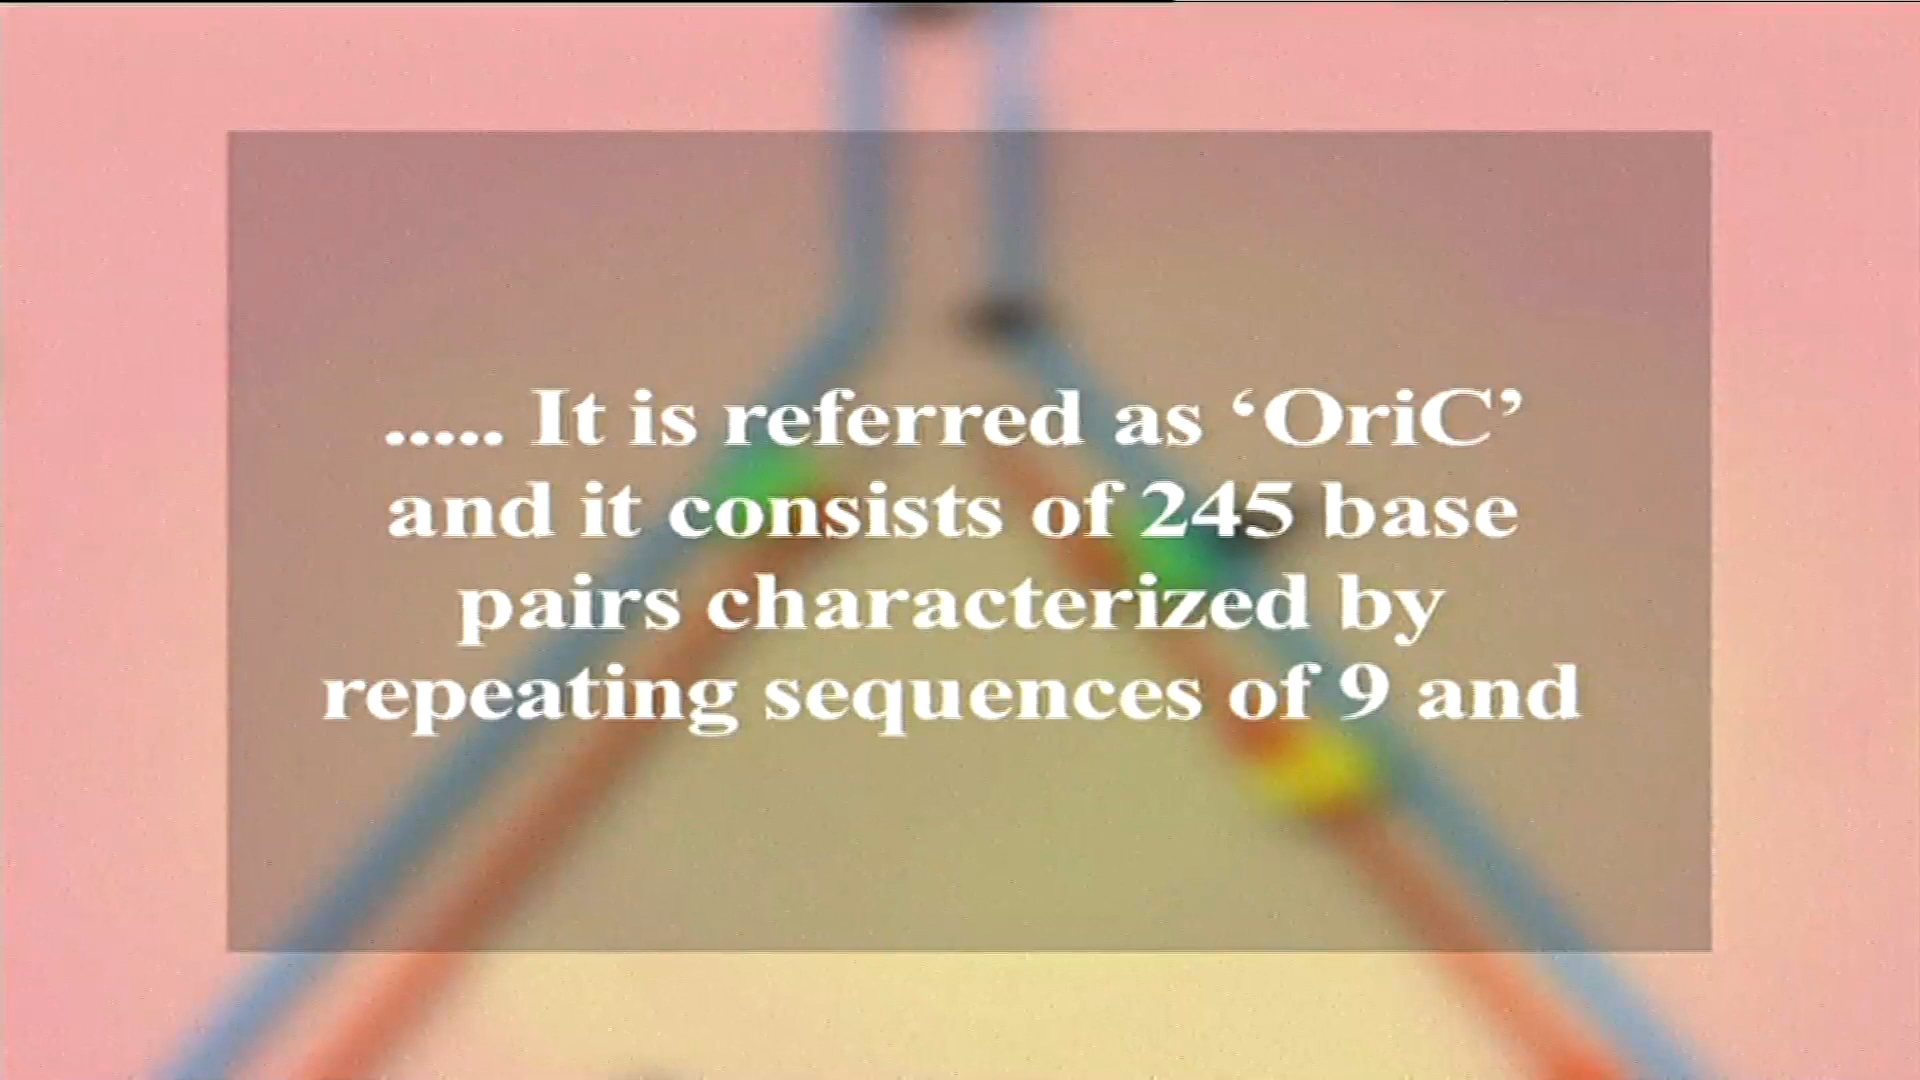 ..... It is referred as ‘OriC’
and it consists of 245 base
pairs characterized by
repeating sequences of 9 and